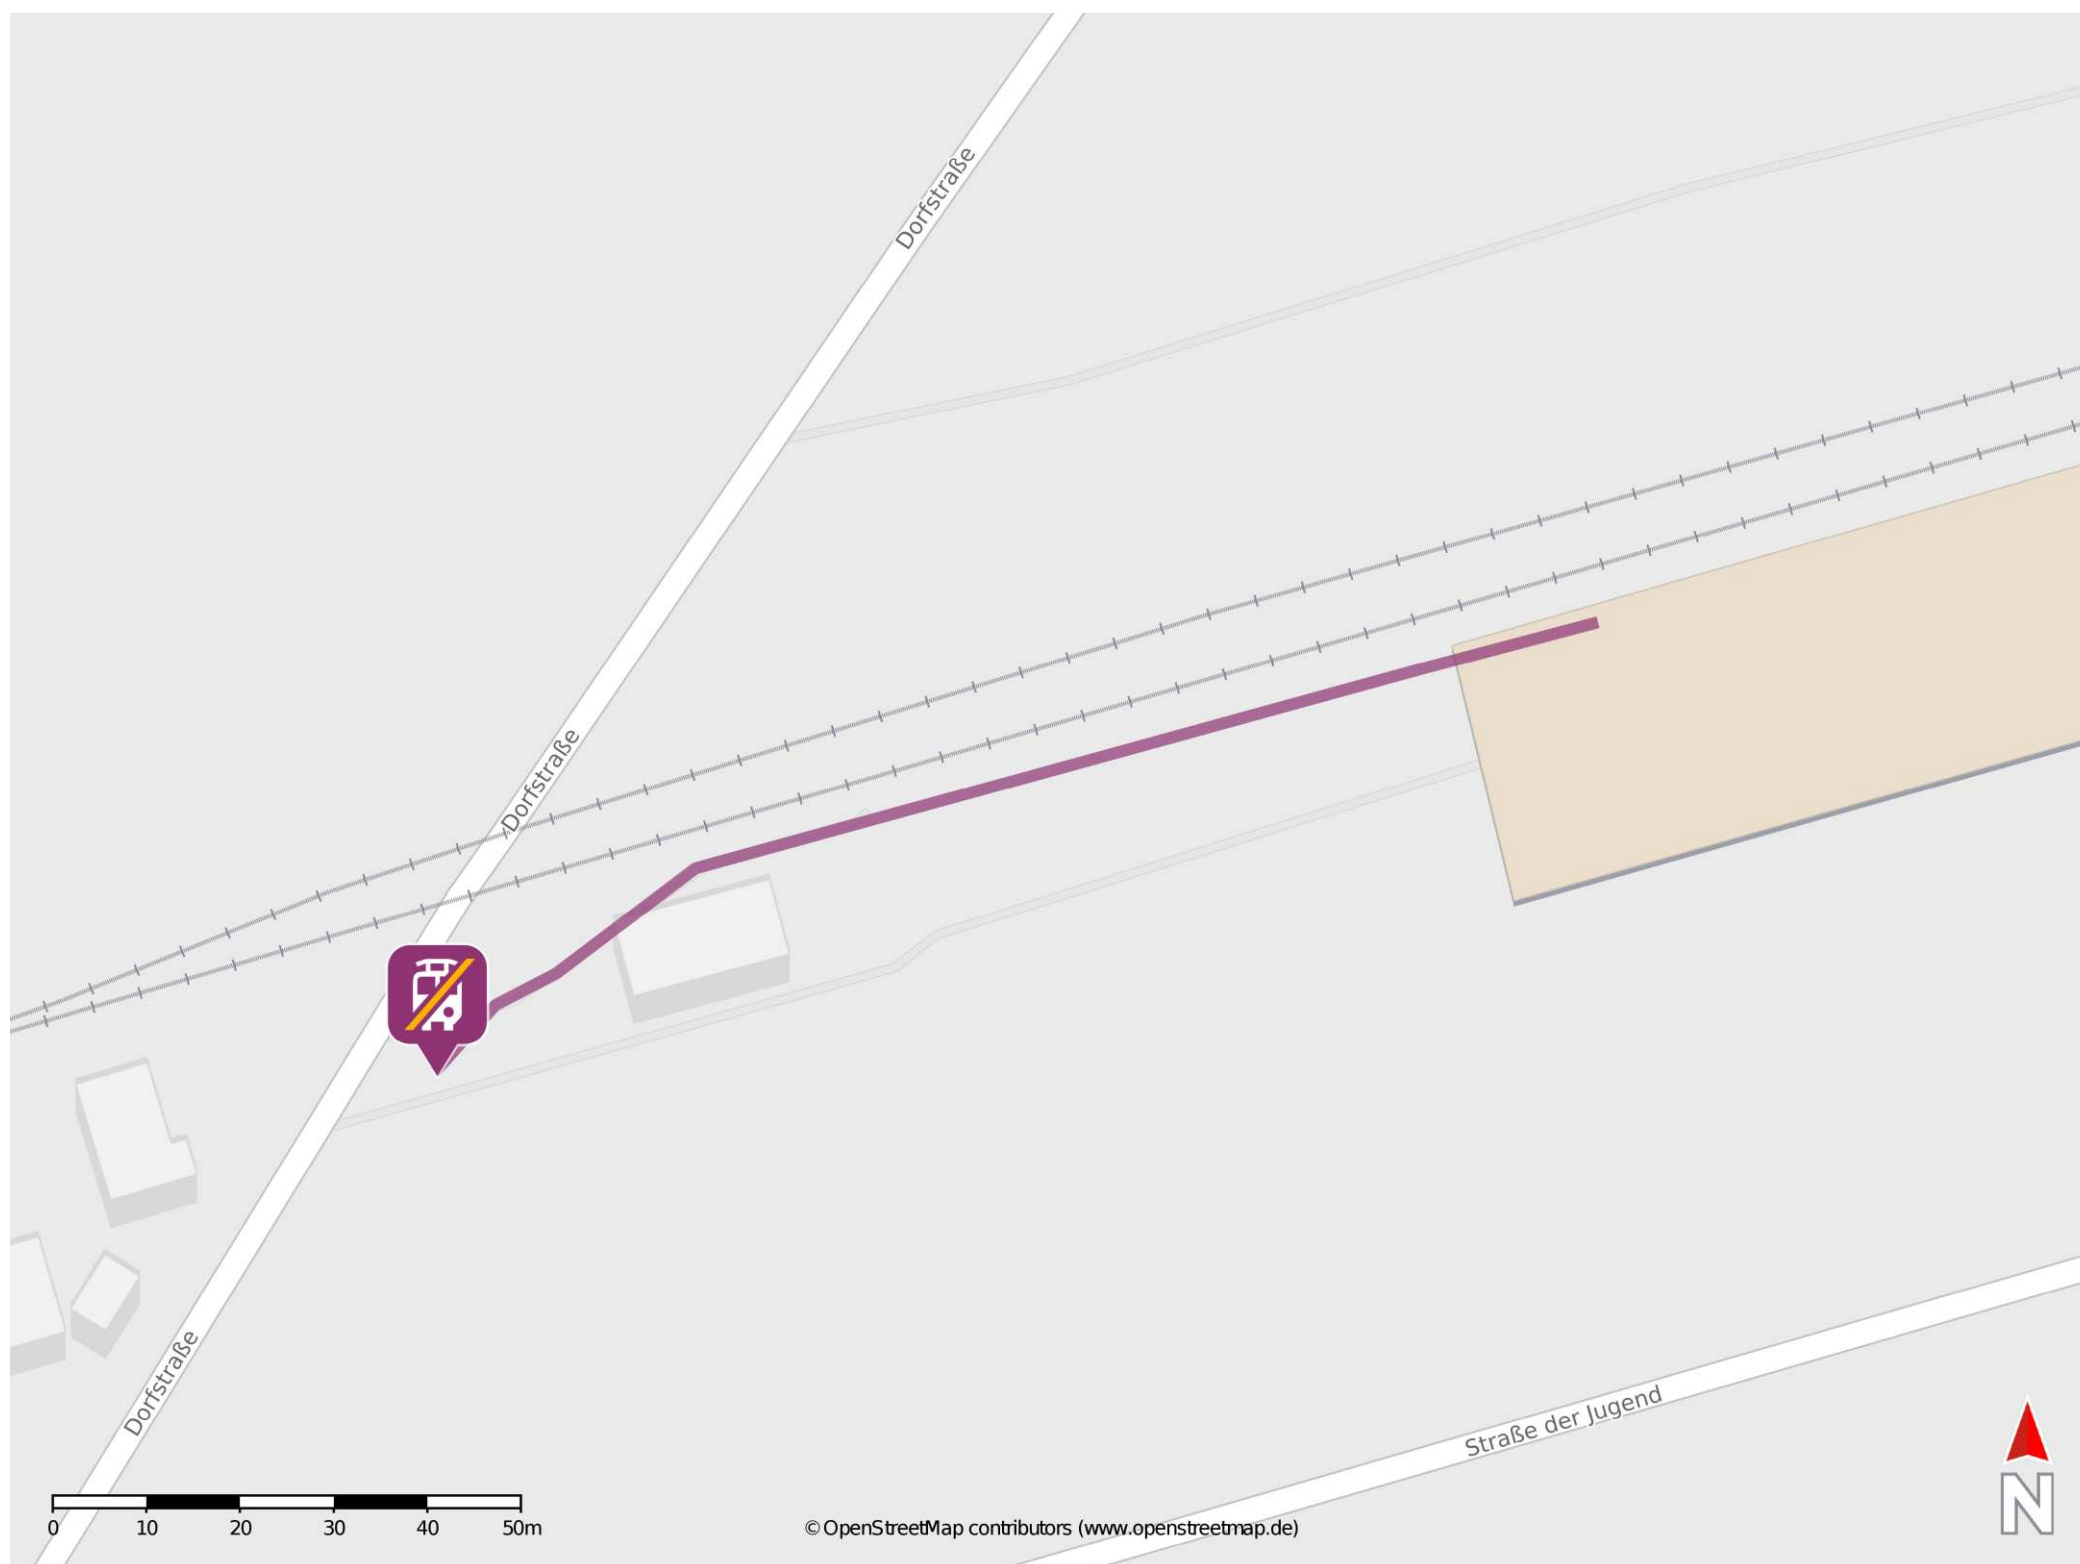 Dorfstraße
Dorfstraße
Dorfstraße
Straße der Jugend
0 10 20 30 40 50m
© OpenStreetMap contributors (www.openstreetmap.de)
N